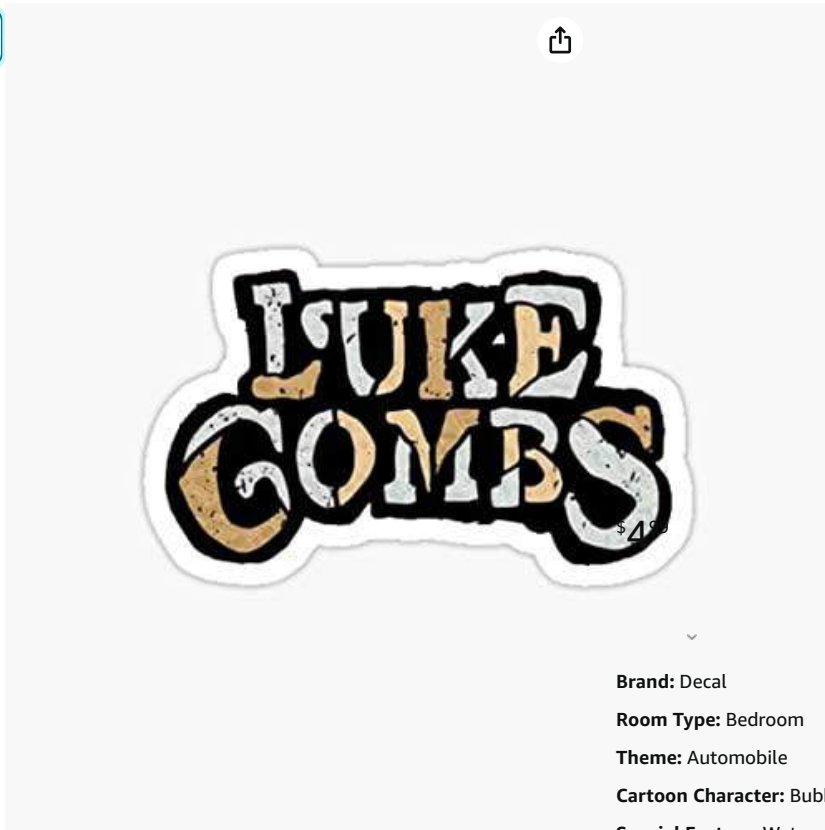 LUKE
COMBS
Brand: Decal
Room Type: Bedroom
Theme: Automobile
Cartoon Character: